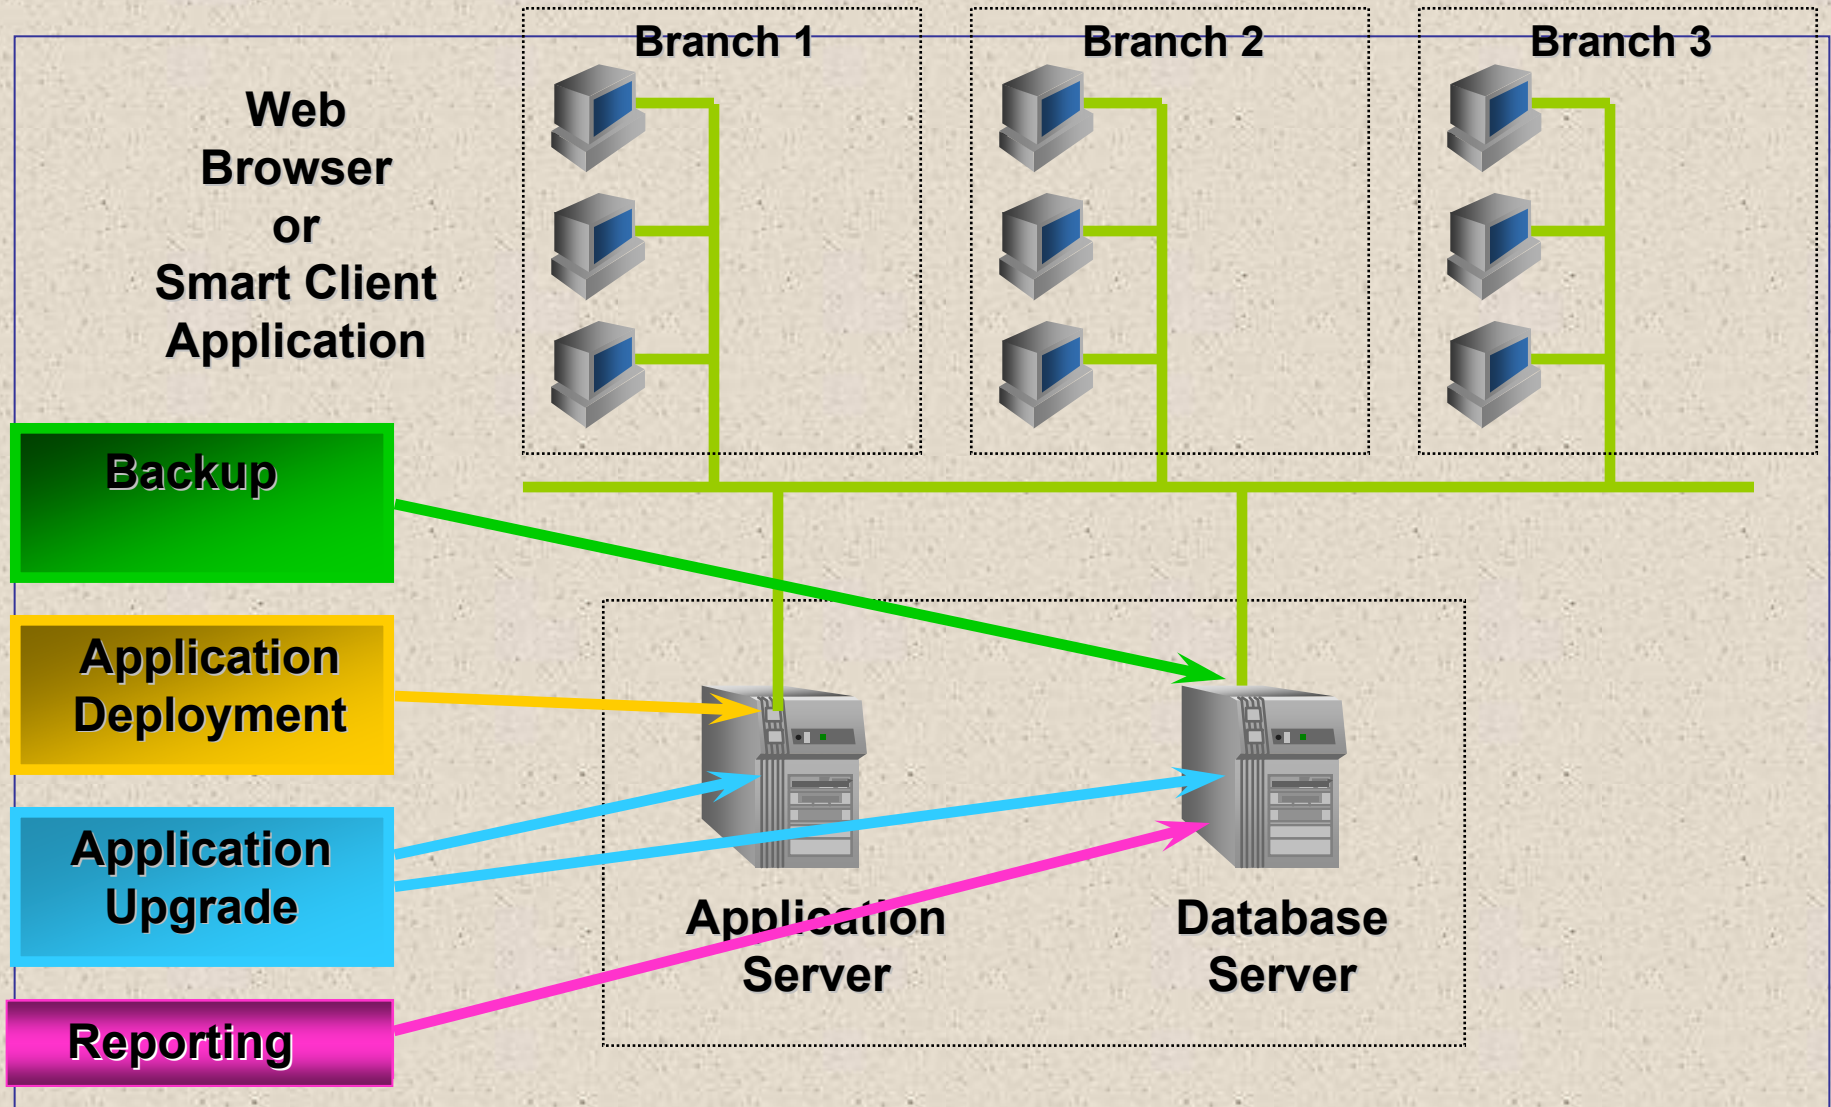 Branch 1
Branch 2
Branch 3
Web
Browser
or
Smart Client
Application
Backup
Application
Deployment
Application
Upgrade
Reporting
Application
Server
Database
Server